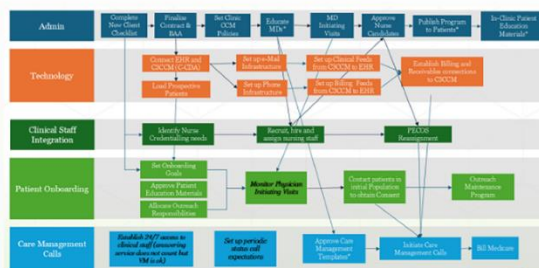 Admin
Complete
New Client
Checklist
Finalize
Contract &
BAA
Set Clinic
CCM
Policies
Educate
MDs*
MD
Initiating
Visits
Approve
Nurse
Candidates
Publish Program
to Patients*
In-Clinic Patient
Education
Materials*
Technology
Connect EHR and
CSCCM (C-CDA)
Load Prospective
Patients
Set up e-Mail
Infrastructure
Set up Phone
Infrastructure
Set up Clinical Feeds
from CSCCM to EHR
Set up Billing Feeds
from CSCCM to EHR
Establish Billing and
Receivables connections to
CSCCM
Clinical Staff
Integration
Identify Nurse
Credentialing needs
Recruit, hire and
assign nursing staff
PECOS
Reassignment
Patient Onboarding
Set Onboarding
Goals
Approve Patient
Education Materials
Allocate Outreach
Responsibilities
Monitor Physician
Initiating Visits
Contact patients in
initial Population
to obtain Consent
Outreach
Maintenance
Program
Care Management
Calls
Establish 24/7 access to
clinical staff (answering
service does not count but
VM is ok)
Set up periodic
status call
expectations
Approve Care
Management
Templates*
Initiate Care
Management Calls
Bill Medicare